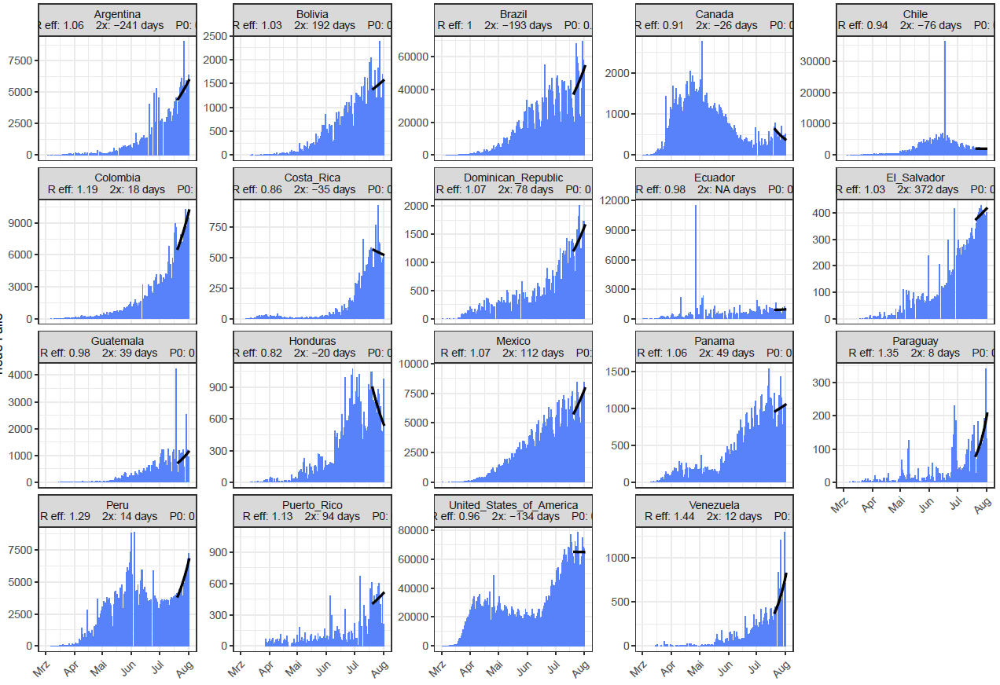 Argentina
R eff: 1.06 2x: −241 days P0:
7500
5000
2500
0
Bolivia
R eff: 1.03 2x: 192 days P0:
2500
2000
1500
1000
500
0
Brazil
R eff: 1 2x: −193 days P0: 0.
60000
40000
20000
0
Canada
R eff: 0.91 2x: −26 days P0:
2000
1000
0
Chile
R eff: 0.94 2x: −76 days P0:
30000
20000
10000
0
Colombia
R eff: 1.19 2x: 18 days P0:
9000
6000
3000
0
Costa_Rica
R eff: 0.86 2x: −35 days P0: 0
750
500
250
0
Dominican_Republic
R eff: 1.07 2x: 78 days P0: 0
2000
1500
1000
500
0
Ecuador
R eff: 0.98 2x: NA days P0: 0
12000
9000
6000
3000
0
El_Salvador
R eff: 1.03 2x: 372 days P0: 0
400
300
200
100
0
Guatemala
R eff: 0.98 2x: 39 days P0: 0
4000
3000
2000
1000
0
Honduras
R eff: 0.82 2x: −20 days P0: 0
900
600
300
0
Mexico
R eff: 1.07 2x: 112 days P0:
10000
7500
5000
2500
0
Panama
R eff: 1.06 2x: 49 days P0: 0
1500
1000
500
0
Paraguay
R eff: 1.35 2x: 8 days P0: 0
300
200
100
0
Mrz Apr Mai Jun Jul Aug
Peru
R eff: 1.29 2x: 14 days P0: 0
7500
5000
2500
0
Mrz Apr Mai Jun Jul Aug
Puerto_Rico
R eff: 1.13 2x: 94 days P0:
900
600
300
0
Mrz Apr Mai Jun Jul Aug
United_States_of_America
R eff: 0.96 2x: −134 days P0:
80000
60000
40000
20000
0
Mrz Apr Mai Jun Jul Aug
Venezuela
R eff: 1.44 2x: 12 days P0:
1000
500
0
Mrz Apr Mai Jun Jul Aug